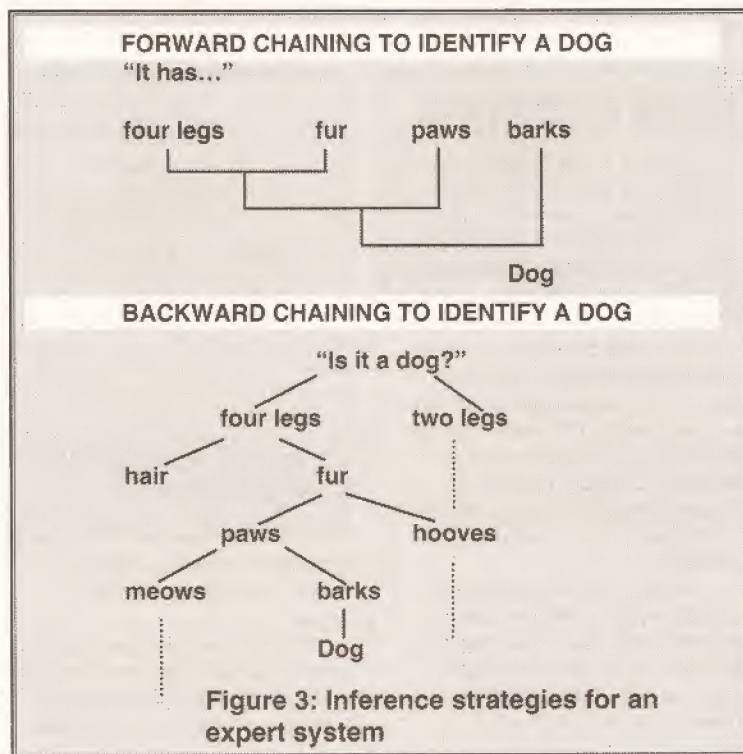 FORWARD CHAINING TO IDENTIFY A DOG
“It has...”
four legs fur paws barks
Dog
BACKWARD CHAINING TO IDENTIFY A DOG
“Is it a dog?”
four legs two legs
hair fur
paws hooves
meows barks
Dog
Figure 3: Inference strategies for an
expert system